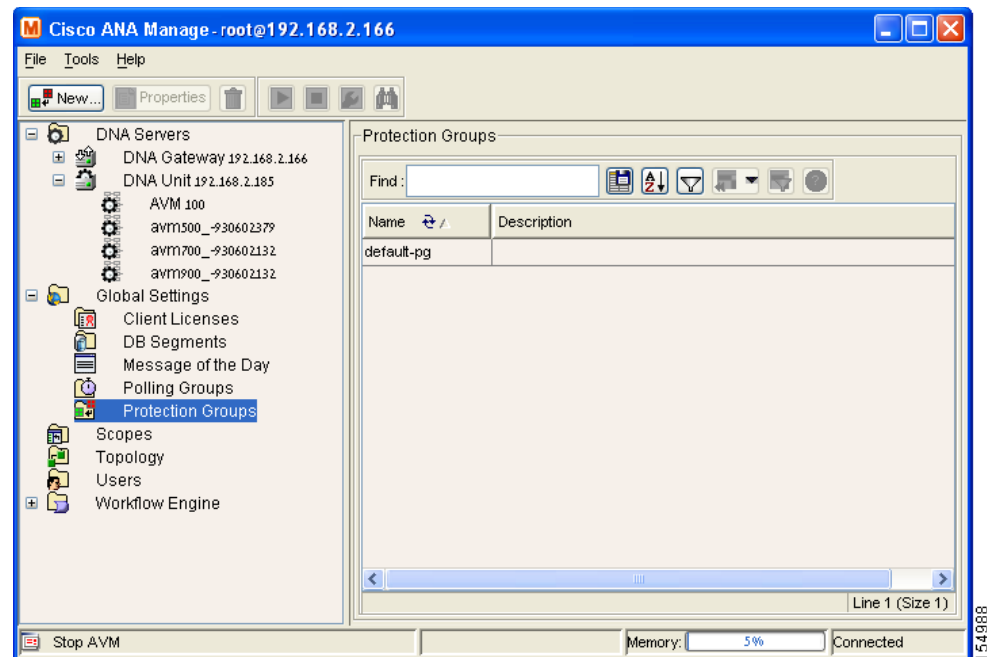 Cisco ANA Manage - root@192.168.2.166
File Tools Help
New... Properties
DNA Servers
DNA Gateway 192.168.2.166
DNA Unit 192.168.2.185
AVM 100
avm500_-930602379
avm700_-930602132
avm900_-930602132
Global Settings
Client Licenses
DB Segments
Message of the Day
Polling Groups
Protection Groups
Scopes
Topology
Users
Workflow Engine
Protection Groups
Find :
Name Description
default-pg
Line 1 (Size 1)
Stop AVM Memory: 5% Connected
154988